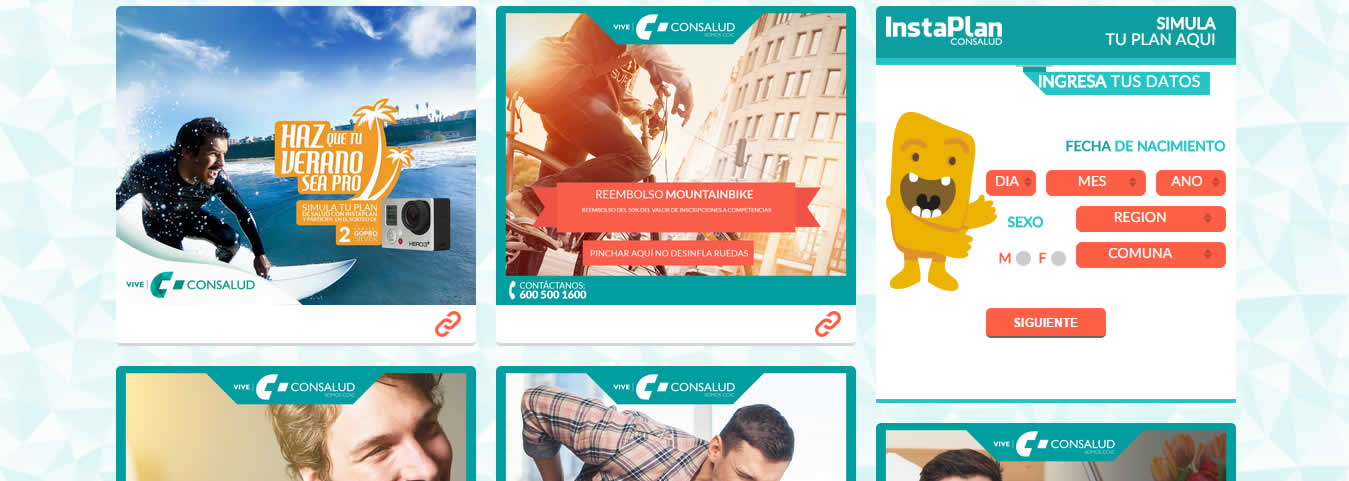 HAZ QUE TU
VERANO
SEA PRO
SIMULA TU PLAN
DE SALUD CON INSTAPLAN
Y PARTICIPA EN EL SORTEO DE
2
GOPRO
SILVER
HERO3+
VIVE CONSALUD
VIVE CONSALUD
SOMOS CChC
REEMBOLSO MOUNTAINBIKE
REEMBOLSO DEL 50% DEL VALOR DE INSCRIPCIONES A COMPETENCIAS
PINCHAR AQUÍ NO DESINFLA RUEDAS
CONTÁCTANOS:
600 500 1600
InstaPlan
CONSALUD
SIMULA
TU PLAN AQUI
INGRESA TUS DATOS
FECHA DE NACIMIENTO
DIA MES ANO
SEXO REGION
M F COMUNA
SIGUIENTE
VIVE CONSALUD
SOMOS CChC
VIVE CONSALUD
SOMOS CChC
VIVE CONSALUD
SOMOS CChC